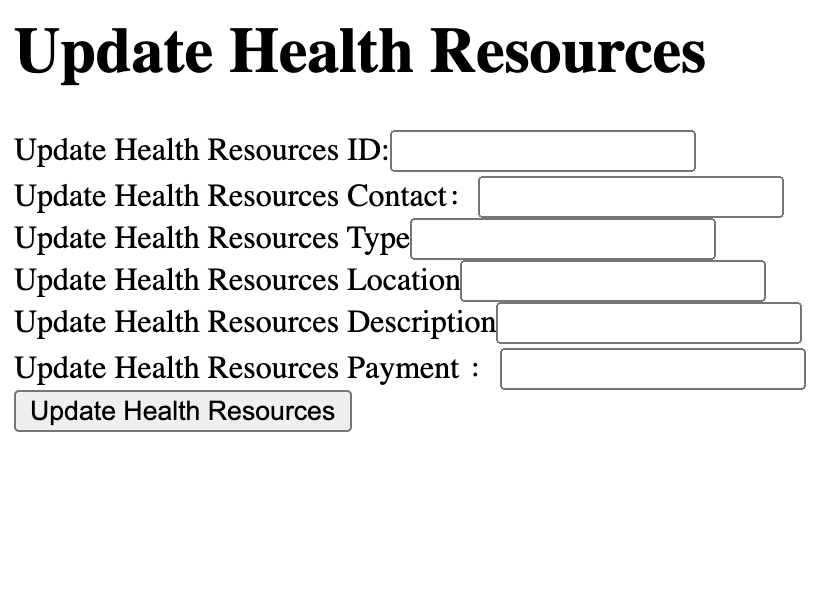 Update Health Resources
Update Health Resources ID:
Update Health Resources Contact：
Update Health Resources Type
Update Health Resources Location
Update Health Resources Description
Update Health Resources Payment ：
Update Health Resources